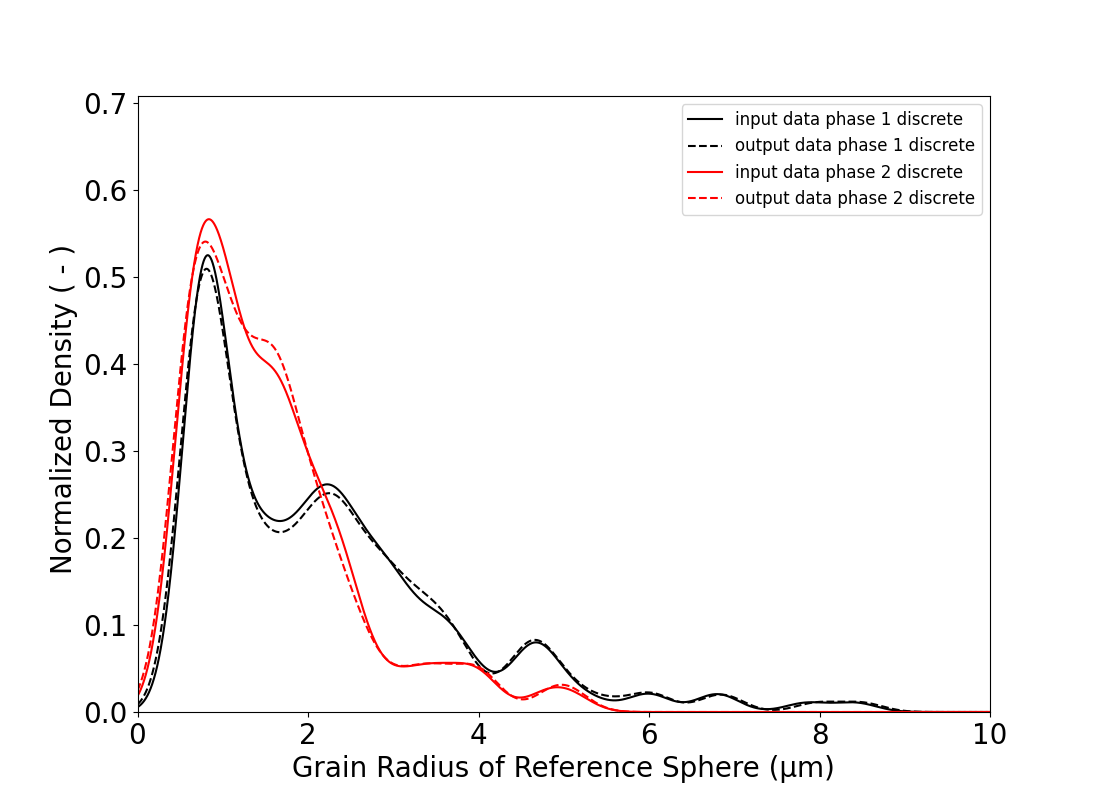 0.7
0.6
0.5
0.4
0.3
0.2
0.1
0.0
Normalized Density ( - )
input data phase 1 discrete
output data phase 1 discrete
input data phase 2 discrete
output data phase 2 discrete
0 2 4 6 8 10
Grain Radius of Reference Sphere (μm)